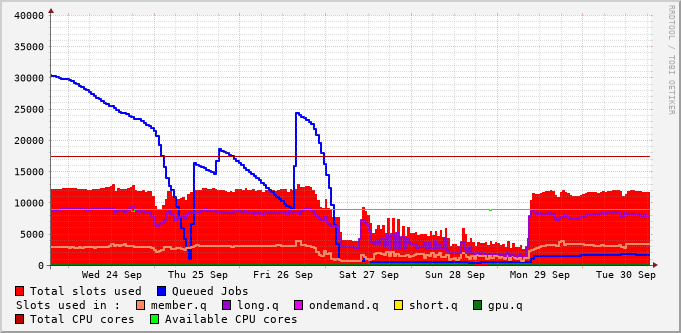 RRDTOOL / TOBI OETIKER
40000
35000
30000
25000
20000
15000
10000
5000
0
Wed 24 Sep Thu 25 Sep Fri 26 Sep Sat 27 Sep Sun 28 Sep Mon 29 Sep Tue 30 Sep
Total slots used Queued Jobs
Slots used in : member.q long.q ondemand.q short.q gpu.q
Total CPU cores Available CPU cores